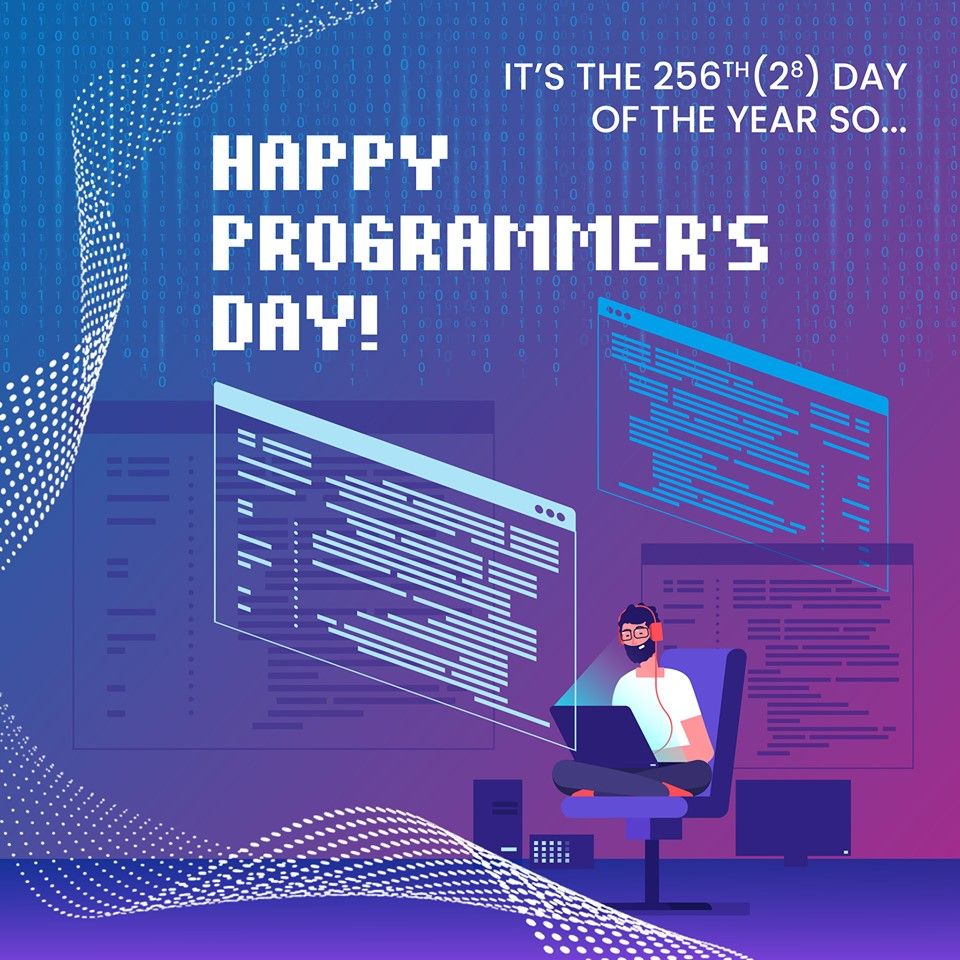 IT'S THE 256TH(2⁸) DAY
OF THE YEAR SO...
HAPPY
PROGRAMMER'S
DAY!